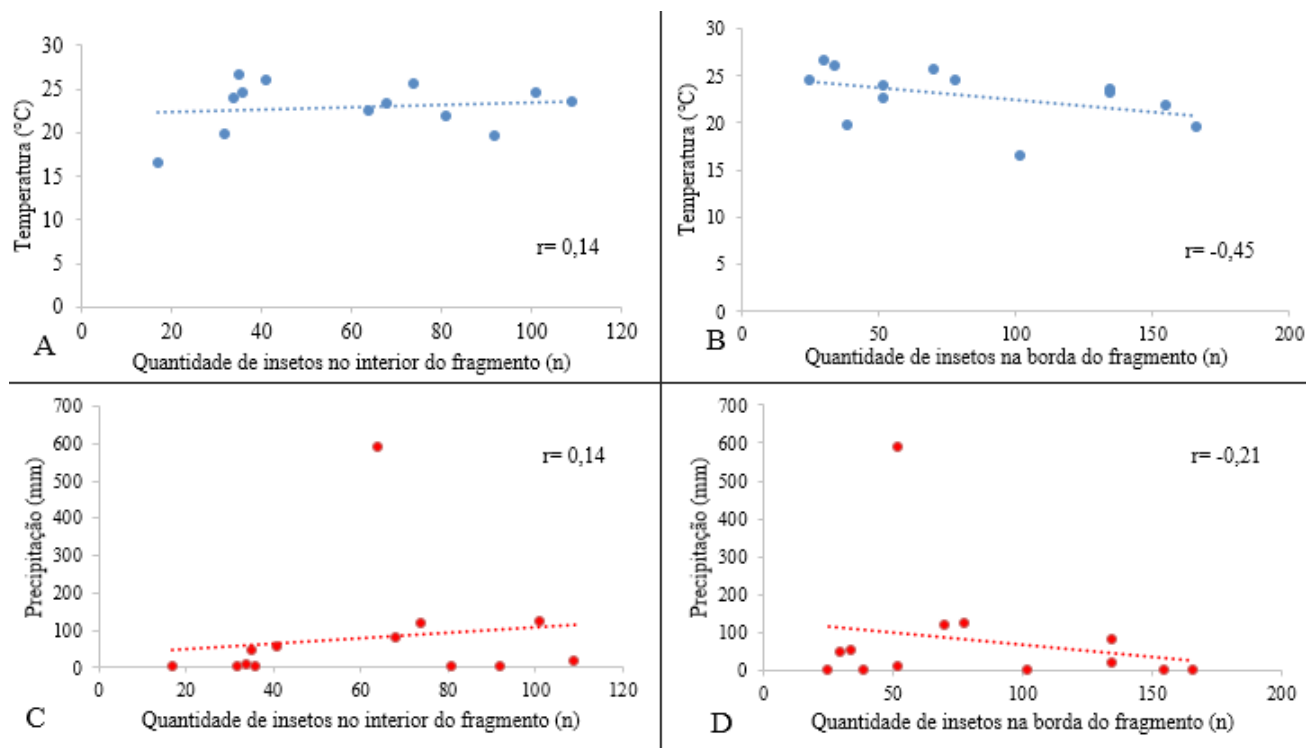 30
25
20
15
10
5
0
Temperatura (°C)
r= 0,14
0 20 40 60 80 100 120
A
Quantidade de insetos no interior do fragmento (n)
30
25
20
15
10
5
0
Temperatura (°C)
r= -0,45
0 50 100 150 200
B
Quantidade de insetos na borda do fragmento (n)
700
600
500
400
300
200
100
0
Precipitação (mm)
r= 0,14
0 20 40 60 80 100 120
C
Quantidade de insetos no interior do fragmento (n)
700
600
500
400
300
200
100
0
Precipitação (mm)
r= -0,21
0 50 100 150 200
D
Quantidade de insetos na borda do fragmento (n)